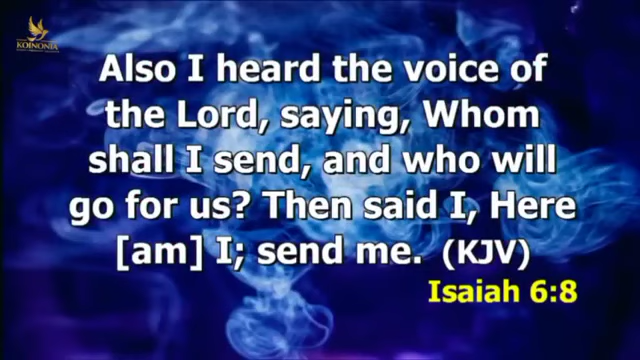 KOINONIA
Also I heard the voice of
the Lord, saying, Whom
shall I send, and who will
go for us? Then said I, Here
[am] I; send me. (KJV)
Isaiah 6:8